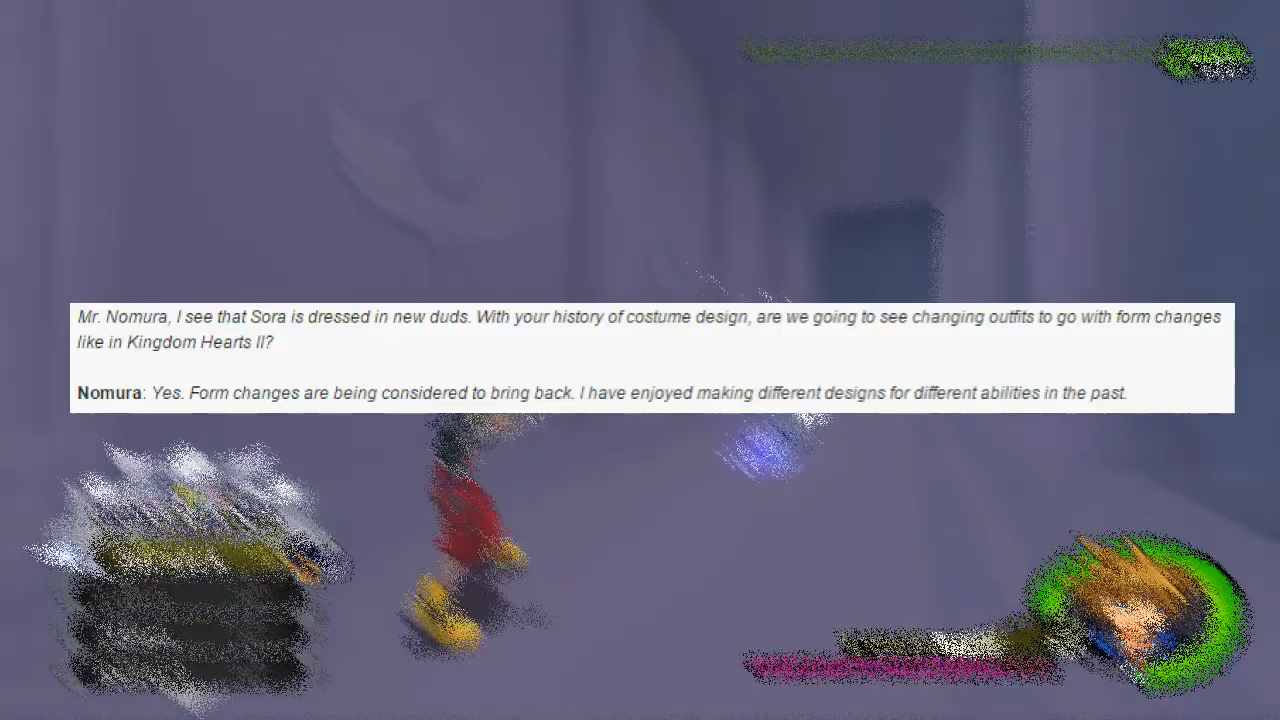 Mr. Nomura, I see that Sora is dressed in new duds. With your history of costume design, are we going to see changing outfits to go with form changes
like in Kingdom Hearts II?
Nomura: Yes. Form changes are being considered to bring back. I have enjoyed making different designs for different abilities in the past.